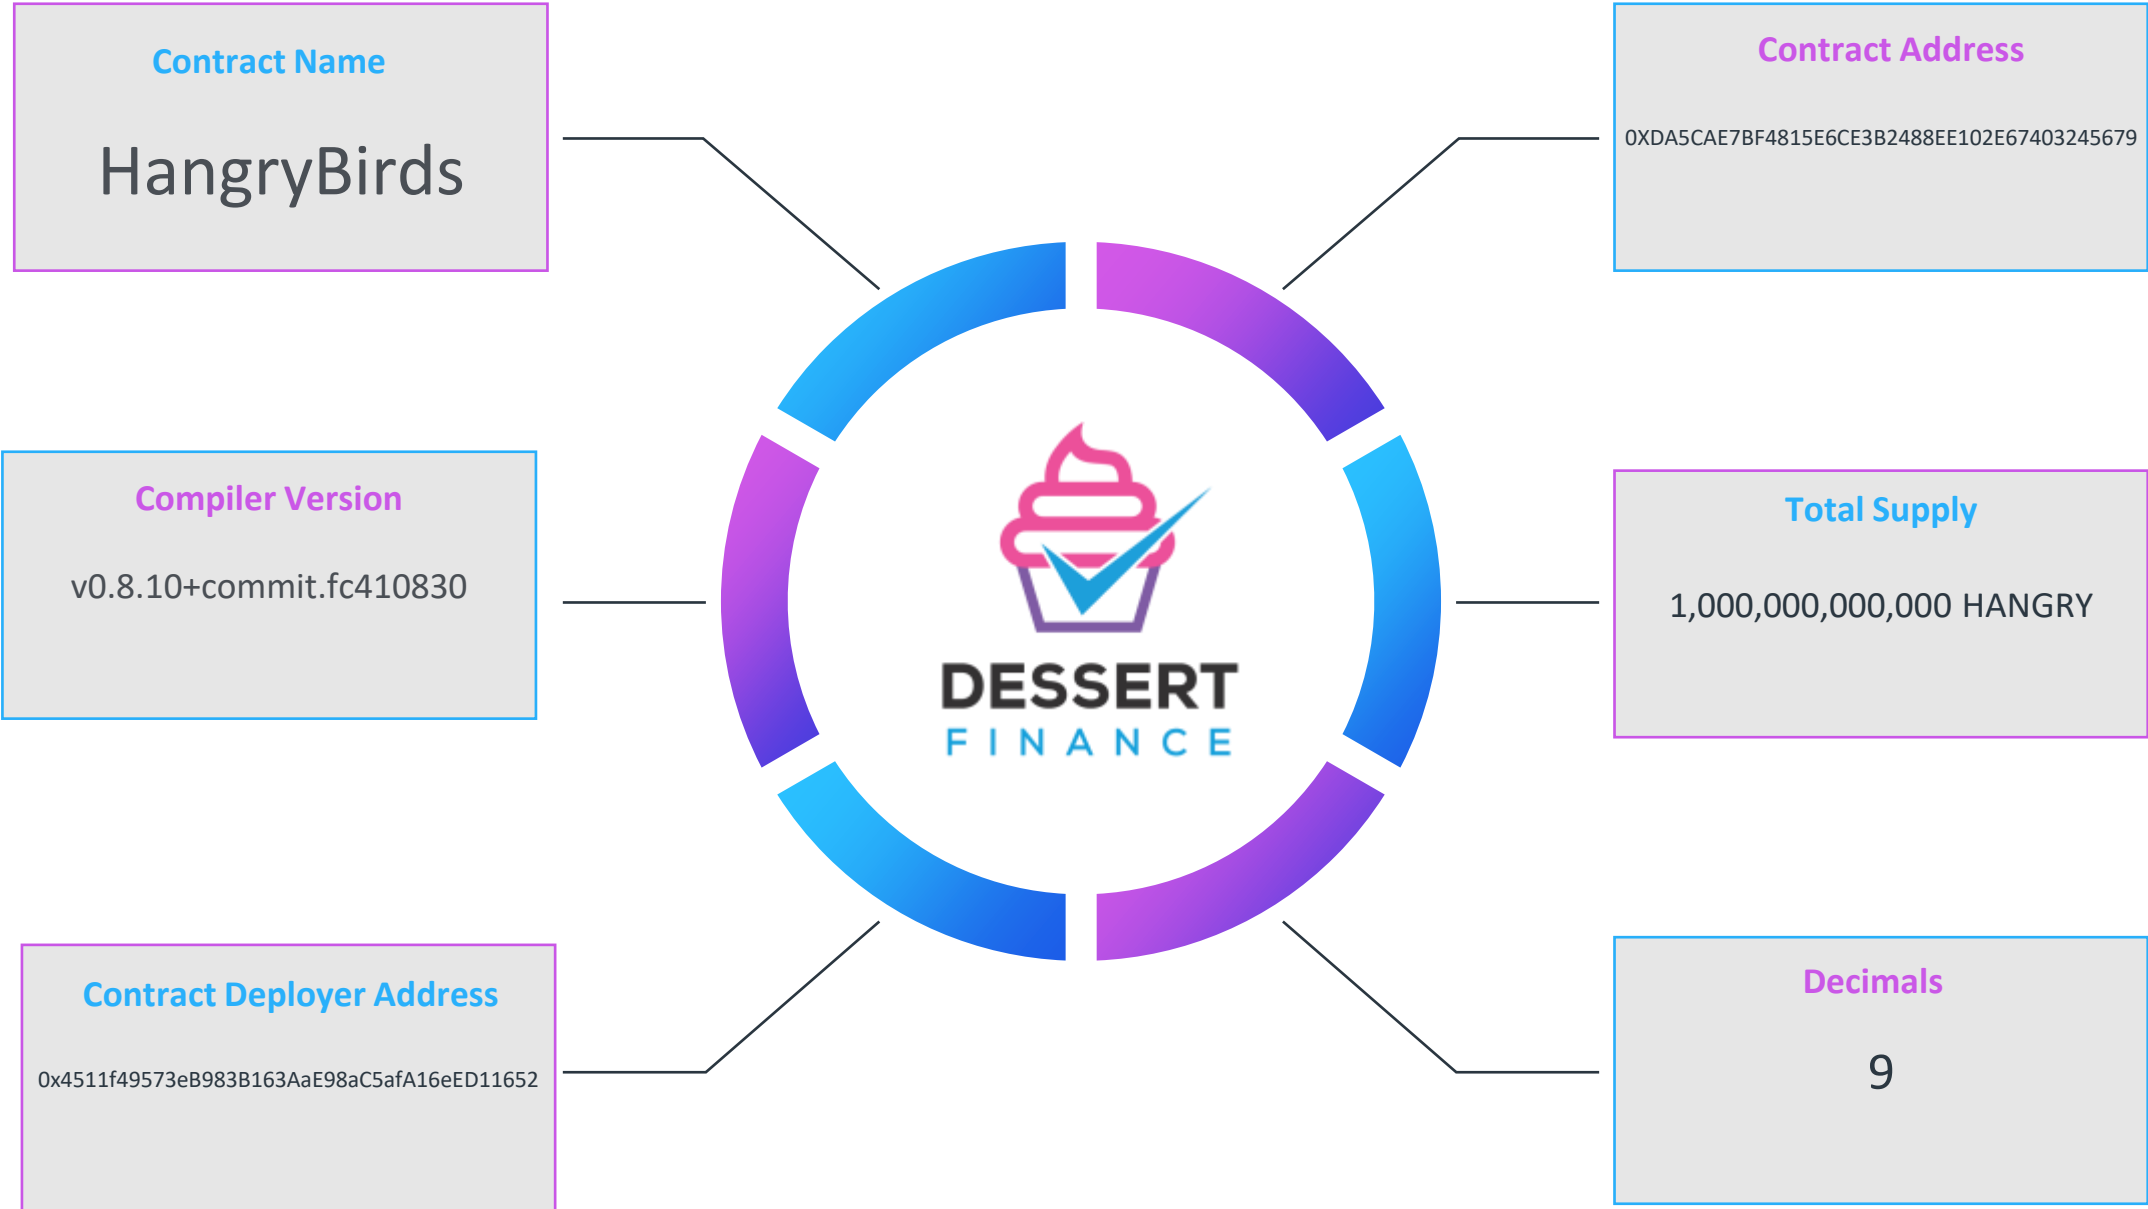 Contract Name
HangryBirds
Contract Address
0XDA5CAE7BF4815E6CE3B2488EE102E67403245679
Compiler Version
v0.8.10+commit.fc410830
Total Supply
1,000,000,000,000 HANGRY
DESSERT
FINANCE
Contract Deployer Address
0x4511f49573eB983B163AaE98aC5afA16eED11652
Decimals
9